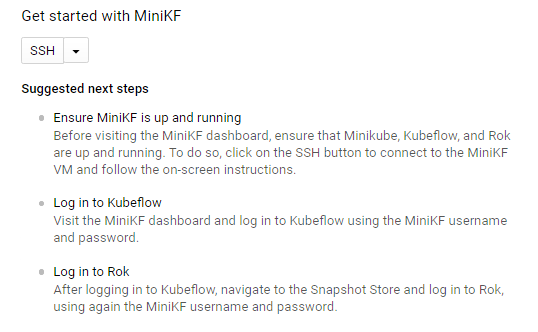 Get started with MiniKF
SSH
Suggested next steps
Ensure MiniKF is up and running
Before visiting the MiniKF dashboard, ensure that Minikube, Kubeflow, and Rok
are up and running. To do so, click on the SSH button to connect to the MiniKF
VM and follow the on-screen instructions.
Log in to Kubeflow
Visit the MiniKF dashboard and log in to Kubeflow using the MiniKF username
and password.
Log in to Rok
After logging in to Kubeflow, navigate to the Snapshot Store and log in to Rok,
using again the MiniKF username and password.